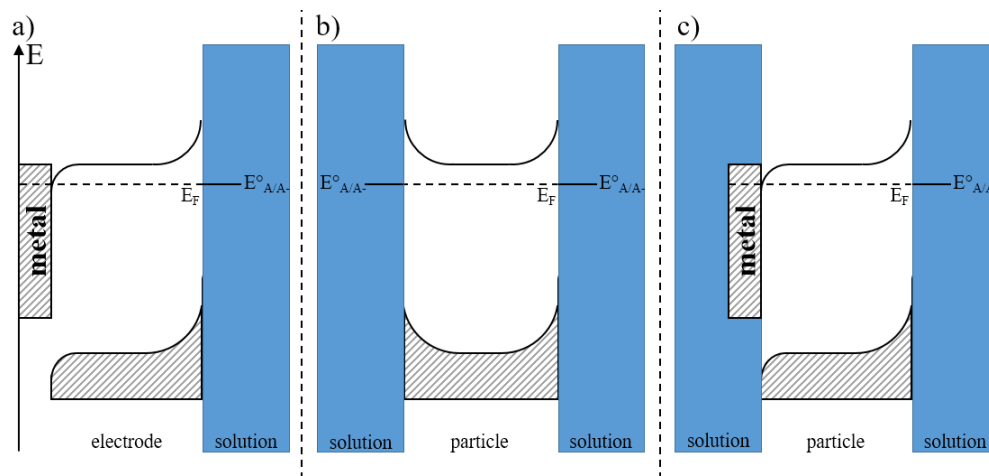 a)
E
metal
E_F
E°_A/A-
electrode
solution
b)
E°_A/A-
E_F
E°_A/A-
solution
particle
solution
c)
metal
E_F
E°_A/A
solution
particle
solution